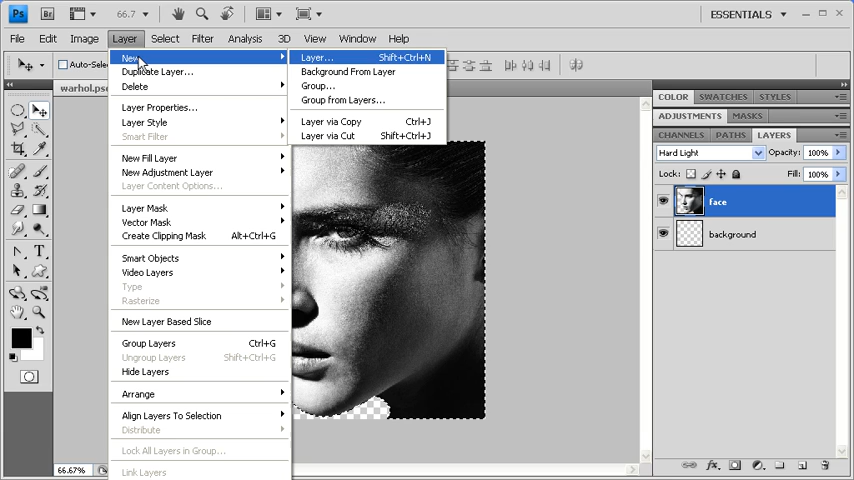 Ps Br 66.7 ESSENTIALS
File Edit Image Layer Select Filter Analysis 3D View Window Help
Auto-Selec
warhol.psd
New
Duplicate Layer...
Delete
Layer Properties...
Layer Style
Smart Filter
New Fill Layer
New Adjustment Layer
Layer Content Options...
Layer Mask
Vector Mask
Create Clipping Mask Alt+Ctrl+G
Smart Objects
Video Layers
Type
Rasterize
New Layer Based Slice
Group Layers Ctrl+G
Ungroup Layers Shift+Ctrl+G
Hide Layers
Arrange
Align Layers To Selection
Distribute
Lock All Layers in Group...
Link Layers
Layer... Shift+Ctrl+N
Background From Layer
Group...
Group from Layers...
Layer via Copy Ctrl+J
Layer via Cut Shift+Ctrl+J
COLOR SWATCHES STYLES
ADJUSTMENTS MASKS
CHANNELS PATHS LAYERS
Hard Light Opacity: 100%
Lock: Fill: 100%
face
background
T
66.67%
fx